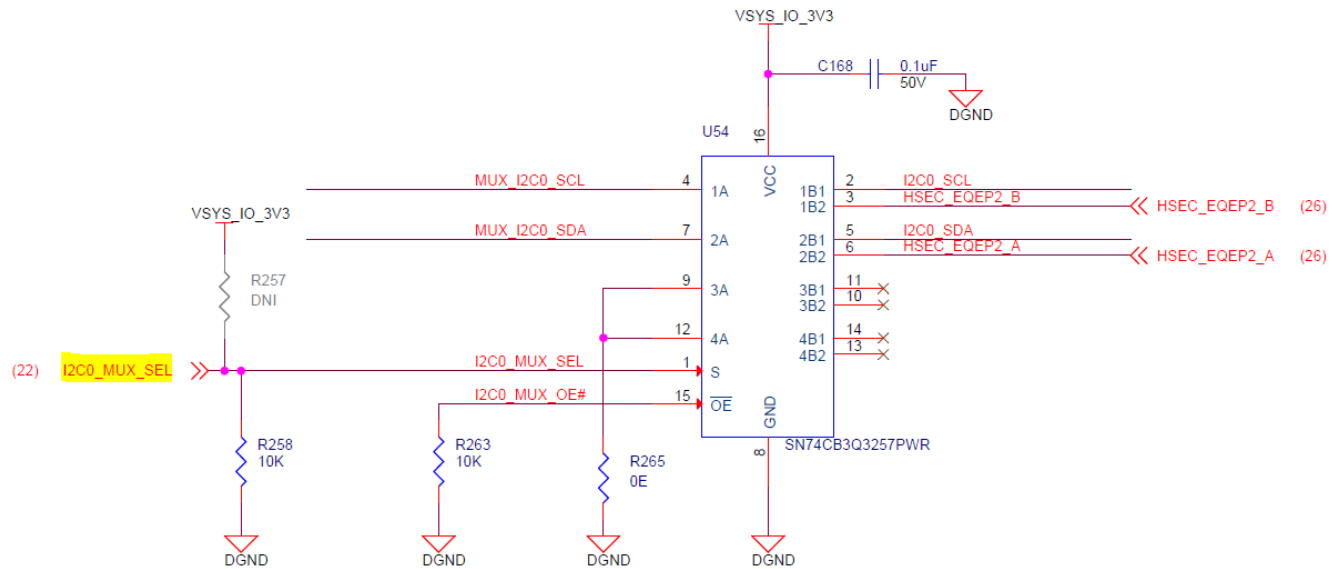 VSYS_IO_3V3
C168
0.1uF
50V
DGND
U54
16
VCC
MUX_I2C0_SCL
4
1A
1B1
2
I2C0_SCL
1B2
3
HSEC_EQEP2_B
HSEC_EQEP2_B
(26)
VSYS_IO_3V3
MUX_I2C0_SDA
7
2A
2B1
5
I2C0_SDA
2B2
6
HSEC_EQEP2_A
HSEC_EQEP2_A
(26)
R257
DNI
9
3A
3B1
11
3B2
10
12
4A
4B1
14
4B2
13
(22)
I2C0_MUX_SEL
I2C0_MUX_SEL
1
S
I2C0_MUX_OE#
15
OE
GND
8
SN74CB3Q3257PWR
R258
10K
R263
10K
R265
0E
DGND
DGND
DGND
DGND